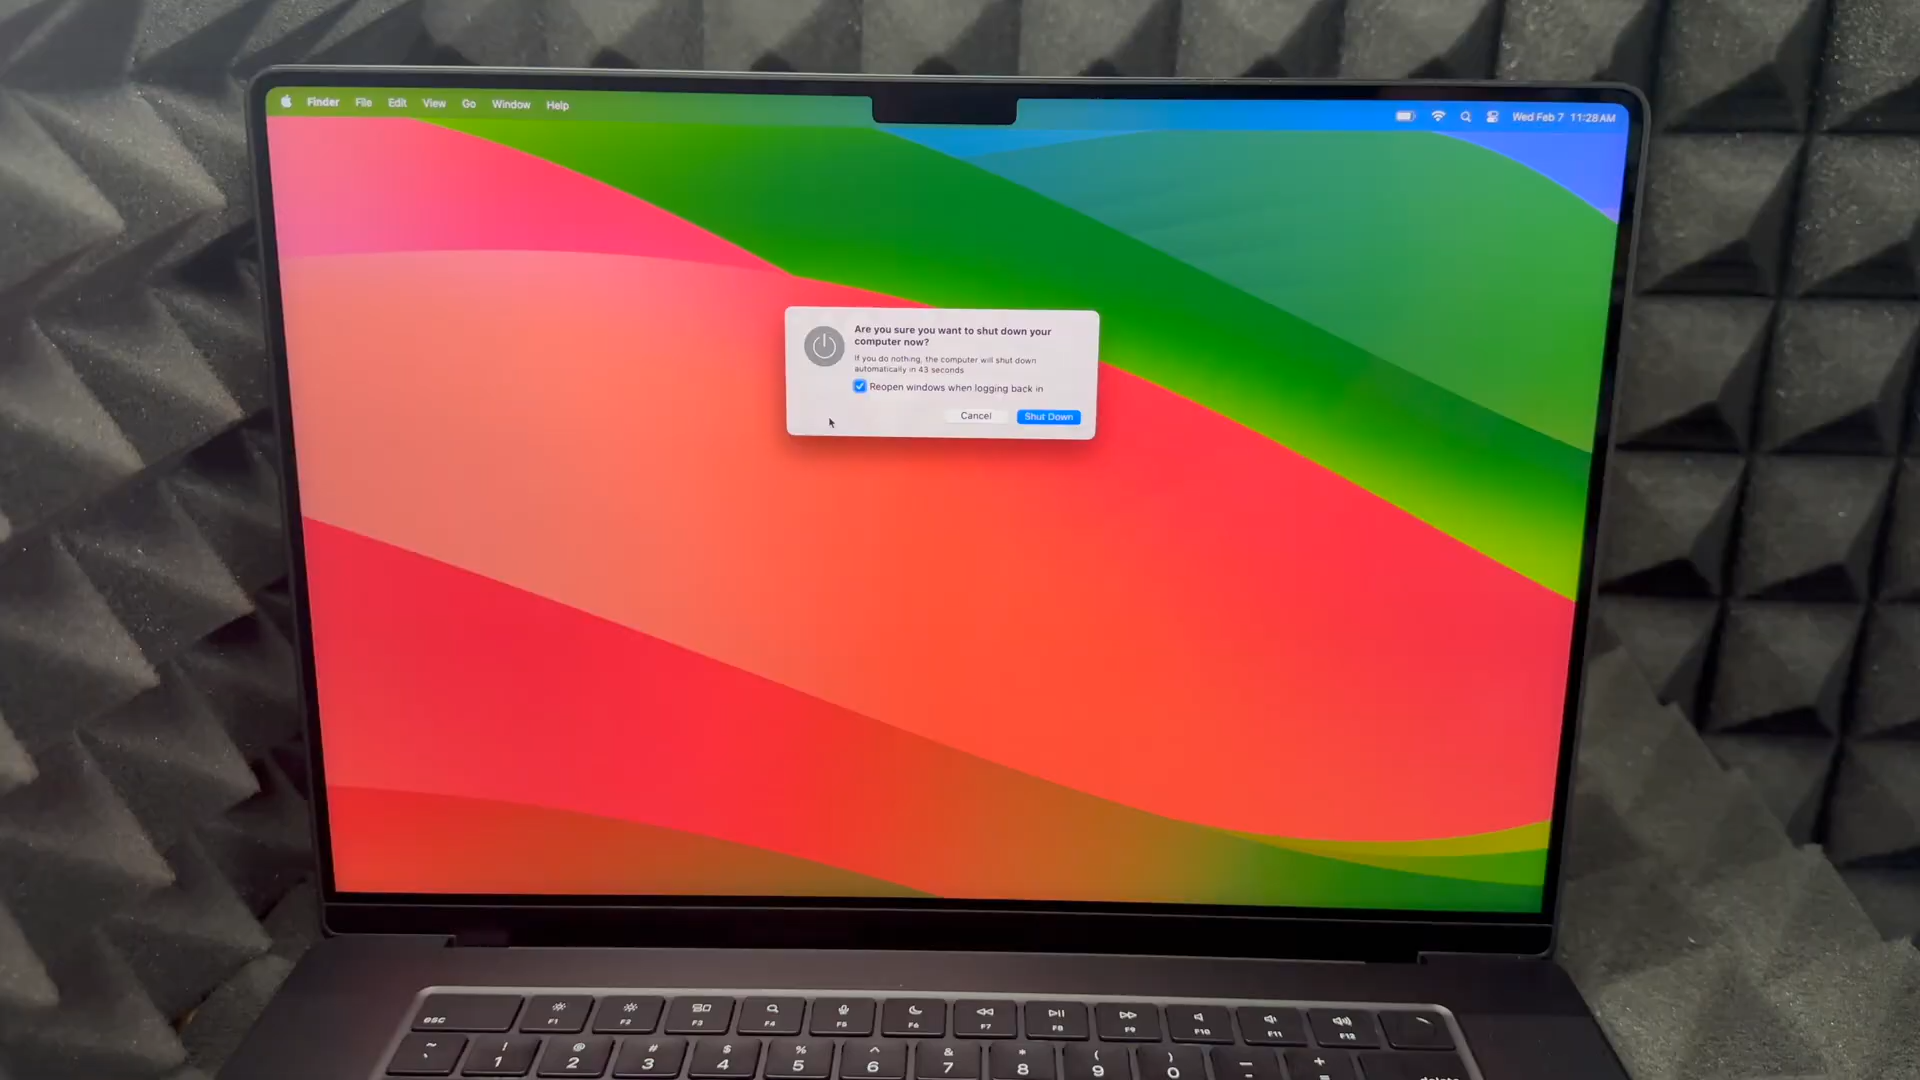 Finder File Edit View Go Window Help
Wed Feb 7 11:28 AM
Are you sure you want to shut down your
computer now?
If you do nothing, the computer will shut down
automatically in 43 seconds
Reopen windows when logging back in
Cancel Shut Down
esc F1 F2 F3 F4 F5 F6 F7 F8 F9 F10 F11 F12
~ ! @ # $ % ^ & * ( ) _ +
` 1 2 3 4 5 6 7 8 9 0 -